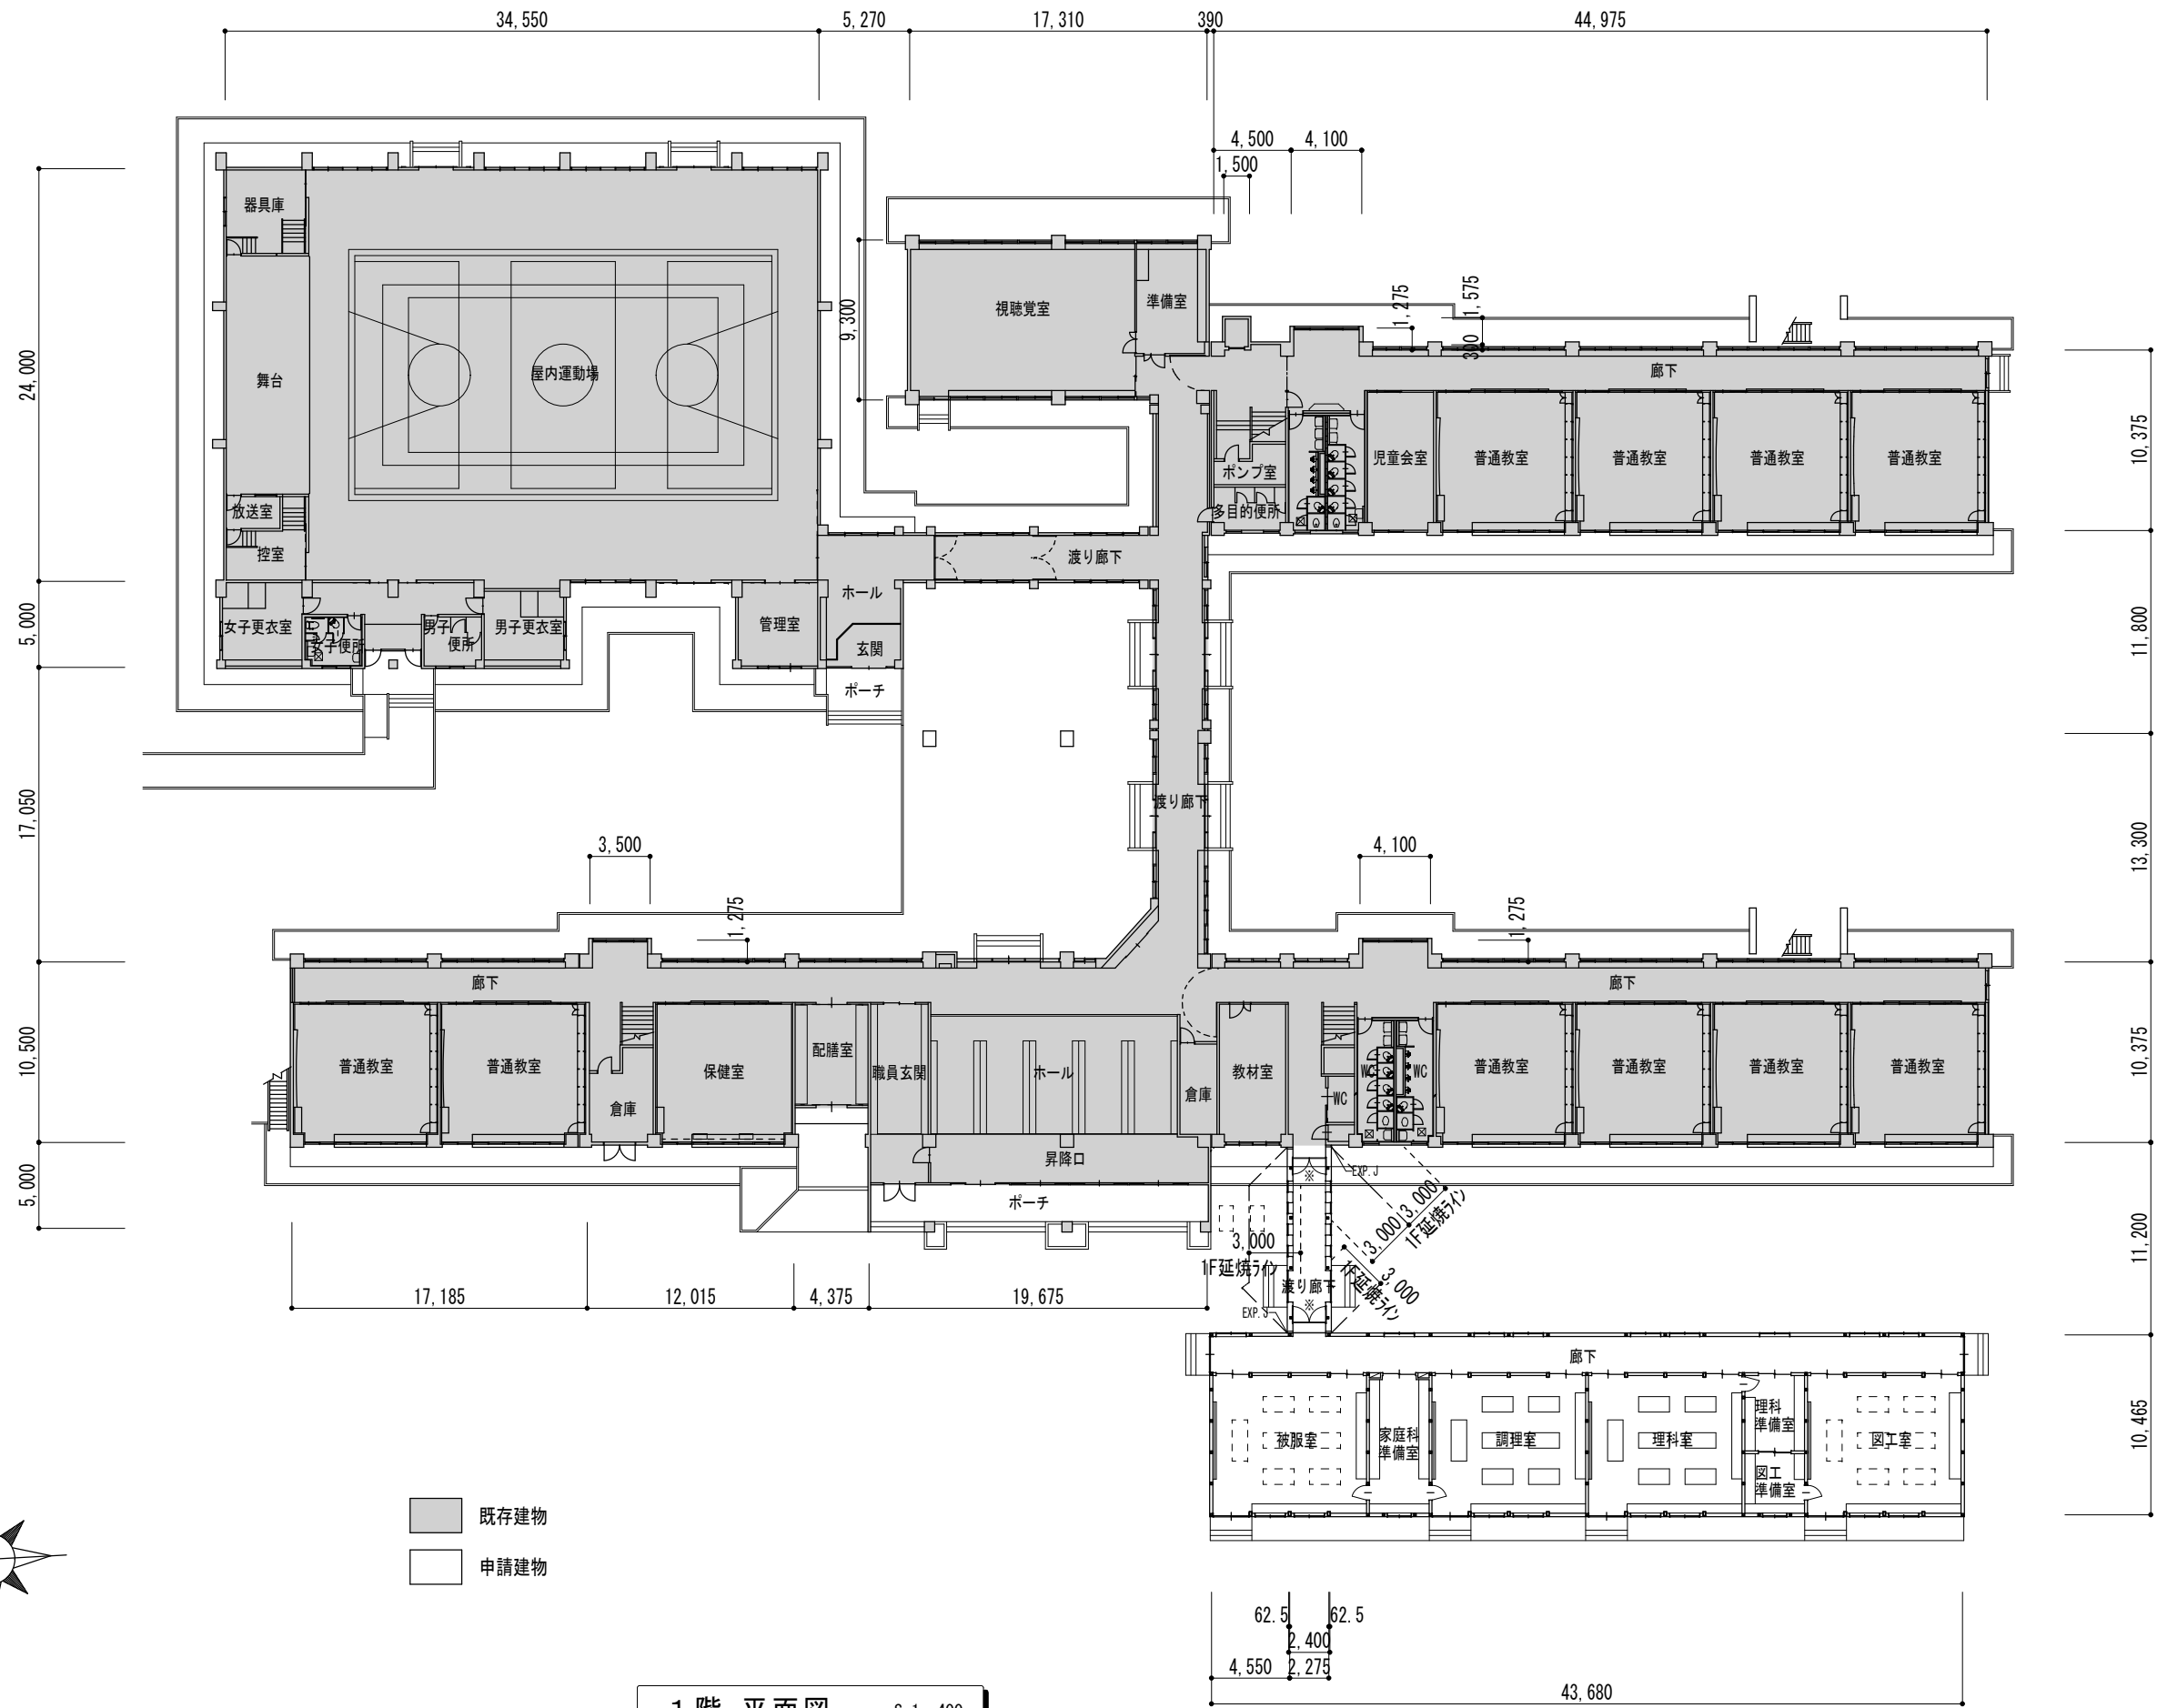 34,550
5,270
17,310
390
44,975
4,500
4,100
1,500
器具庫
1,275
1,575
300
視聴覚室
準備室
9,300
24,000
舞台
屋内運動場
廊下
10,375
児童会室
普通教室
普通教室
普通教室
普通教室
ポンプ室
多目的便所
放送室
控室
渡り廊下
ホール
5,000
女子更衣室
女子便所
男子
便所
男子更衣室
管理室
玄関
11,800
ポーチ
17,050
渡り廊下
3,500
4,100
13,300
1,275
1,275
廊下
廊下
10,500
普通教室
普通教室
倉庫
保健室
配膳室
職員玄関
ホール
倉庫
教材室
WC
WC
WC
普通教室
普通教室
普通教室
普通教室
10,375
昇降口
※
EXP.J
5,000
ポーチ
3,000
3,000
1F延焼ライン
3,000
1F延焼ライン
3,000
1F延焼ライン
渡り廊下
※
EXP.J
11,200
17,185
12,015
4,375
19,675
廊下
被服室
家庭科
準備室
調理室
理科室
理科
準備室
図工
準備室
図工室
10,465
既存建物
申請建物
62.5
62.5
2,400
4,550
2,275
43,680
1階 平面図